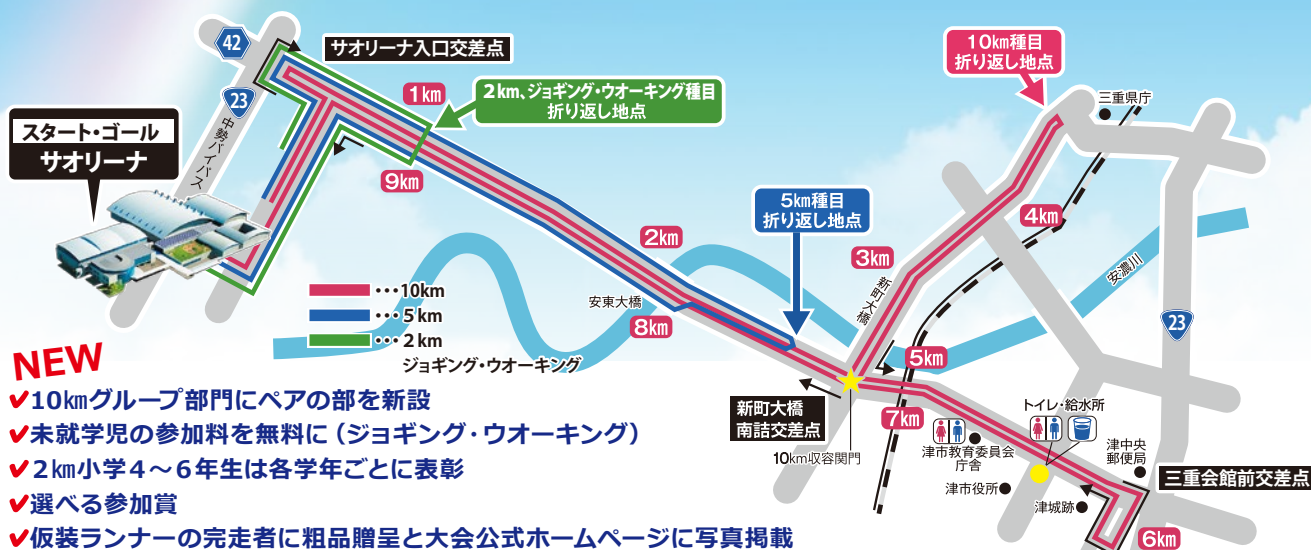 42
サオリーナ入口交差点
23
中勢バイパス
スタート・ゴール
サオリーナ
1km
2km、ジョギング・ウオーキング種目
折り返し地点
9km
10km種目
折り返し地点
三重県庁
5km種目
折り返し地点
2km
3km
4km
新町大橋
安濃川
23
安東大橋
8km
・・・10km
・・・5km
・・・2km
ジョギング・ウオーキング
5km
新町大橋
南詰交差点
10km収容関門
7km
トイレ・給水所
津市教育委員会
庁舎
津市役所
津中央
郵便局
津城跡
三重会館前交差点
6km
NEW
✔10kmグループ部門にペアの部を新設
✔未就学児の参加料を無料に（ジョギング・ウオーキング）
✔2km小学4～6年生は各学年ごとに表彰
✔選べる参加賞
✔仮装ランナーの完走者に粗品贈呈と大会公式ホームページに写真掲載